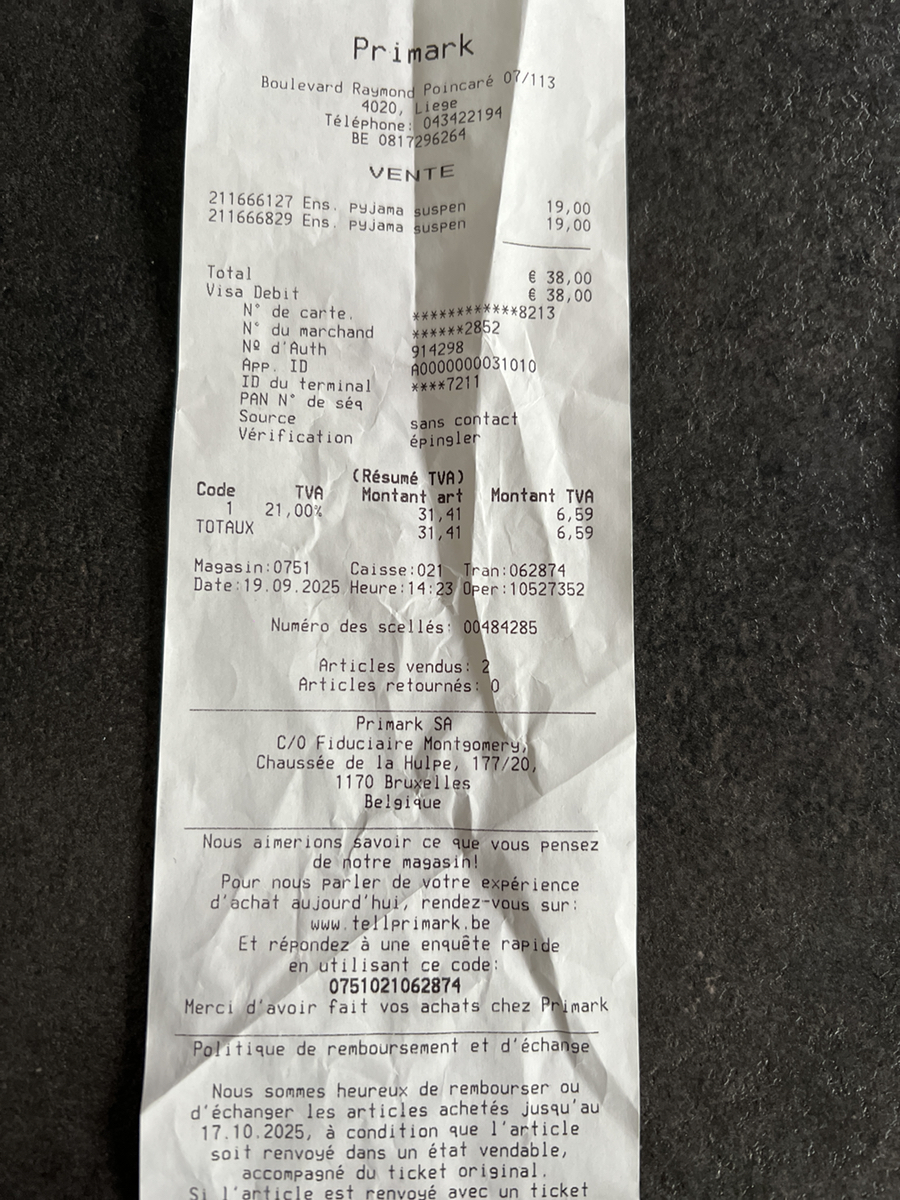 Primark
Boulevard Raymond Poincaré 07/113
4020, Liege
Téléphone: 043422194
BE 0817296264
VENTE
211666127 Ens. pyjama suspen 19,00
211666829 Ens. pyjama suspen 19,00
Total € 38,00
Visa Debit € 38,00
N° de carte. ************8213
N° du marchand ******2852
Nº d'Auth 914298
App. ID A0000000031010
ID du terminal ****7211
PAN N° de séq
Source sans contact
Vérification épingler
(Résumé TVA)
Code TVA Montant art Montant TVA
1 21,00% 31,41 6,59
TOTAUX 31,41 6,59
Magasin:0751 Caisse:021 Tran:062874
Date:19.09.2025 Heure:14:23 Oper:10527352
Numéro des scellés: 00484285
Articles vendus: 2
Articles retournés: 0
Primark SA
C/O Fiduciaire Montgomery,
Chaussée de la Hulpe, 177/20,
1170 Bruxelles
Belgique
Nous aimerions savoir ce que vous pensez
de notre magasin!
Pour nous parler de votre expérience
d'achat aujourd'hui, rendez-vous sur:
www.tellprimark.be
Et répondez à une enquête rapide
en utilisant ce code:
0751021062874
Merci d'avoir fait vos achats chez Primark
Politique de remboursement et d'échange
Nous sommes heureux de rembourser ou
d'échanger les articles achetés jusqu'au
17.10.2025, à condition que l'article
soit renvoyé dans un état vendable,
accompagné du ticket original.
Si l'article est renvoyé avec un ticket